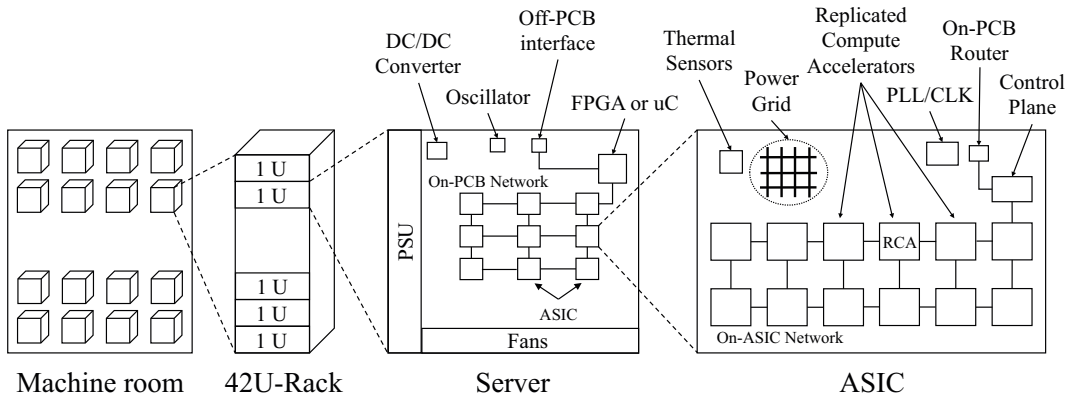 DC/DC
Converter
Oscillator
Off-PCB
interface
FPGA or uC
Thermal
Sensors
Power
Grid
Replicated
Compute
Accelerators
PLL/CLK
On-PCB
Router
Control
Plane
1 U
1 U
1 U
1 U
1 U
PSU
On-PCB Network
ASIC
Fans
RCA
On-ASIC Network
Machine room
42U-Rack
Server
ASIC